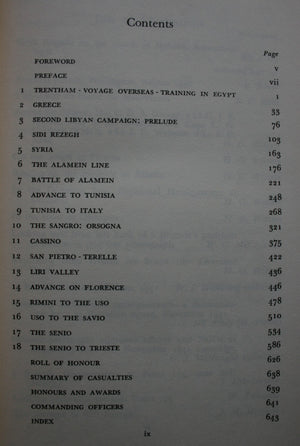 Contents
Page
FOREWORD v
PREFACE vii
1 TRENTHAM · VOYAGE OVERSEAS · TRAINING IN EGYPT 1
2 GREECE 33
3 SECOND LIBYAN CAMPAIGN: PRELUDE 76
4 SIDI REZEGH 103
5 SYRIA 163
6 THE ALAMEIN LINE 176
7 BATTLE OF ALAMEIN 221
8 ADVANCE TO TUNISIA 248
9 TUNISIA TO ITALY 268
10 THE SANGRO: ORSOGNA 321
11 CASSINO 375
12 SAN PIETRO · TERELLE 422
13 LIRI VALLEY 436
14 ADVANCE ON FLORENCE 446
15 RIMINI TO THE USO 478
16 USO TO THE SAVIO 510
17 THE SENIO 534
18 THE SENIO TO TRIESTE 586
ROLL OF HONOUR 626
SUMMARY OF CASUALTIES 638
HONOURS AND AWARDS 639
COMMANDING OFFICERS 641
INDEX 643
ix